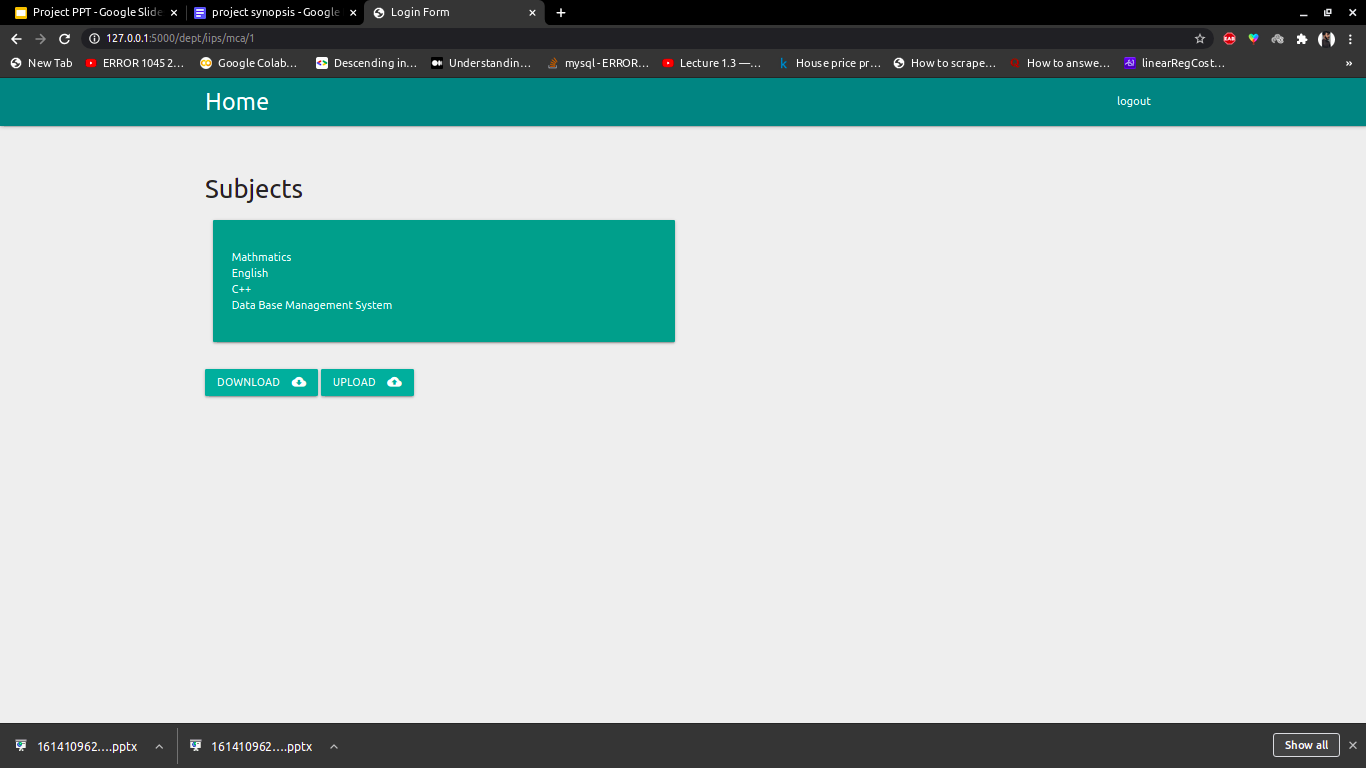 Project PPT - Google Slide
project synopsis - Google
Login Form
127.0.0.1:5000/dept/iips/mca/1
New Tab
ERROR 1045 2…
Google Colab…
Descending in…
Understandin…
mysql - ERROR…
Lecture 1.3 —…
House price pr…
How to scrape…
How to answe…
linearRegCost…
»
Home
logout
Subjects
Mathmatics
English
C++
Data Base Management System
DOWNLOAD
UPLOAD
161410962….pptx
161410962….pptx
Show all